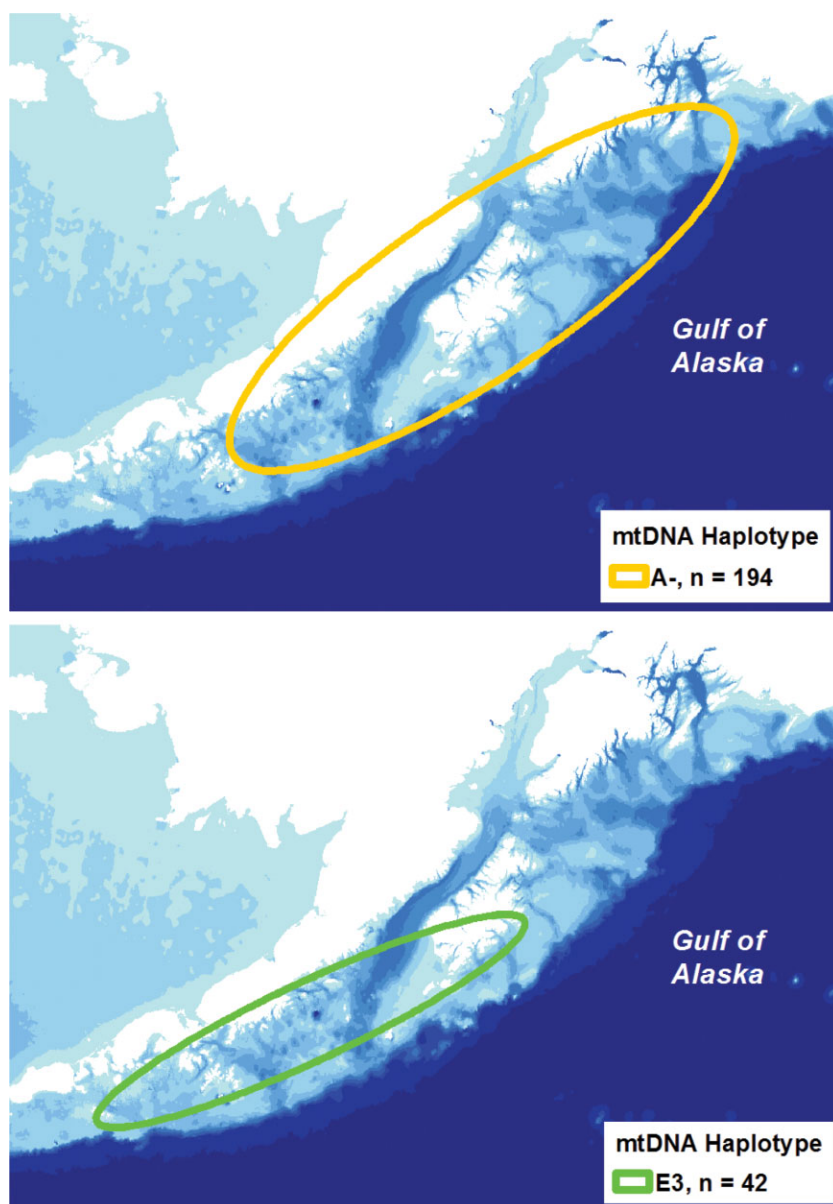 Gulf of
Alaska
mtDNA Haplotype
A-, n = 194
Gulf of
Alaska
mtDNA Haplotype
E3, n = 42